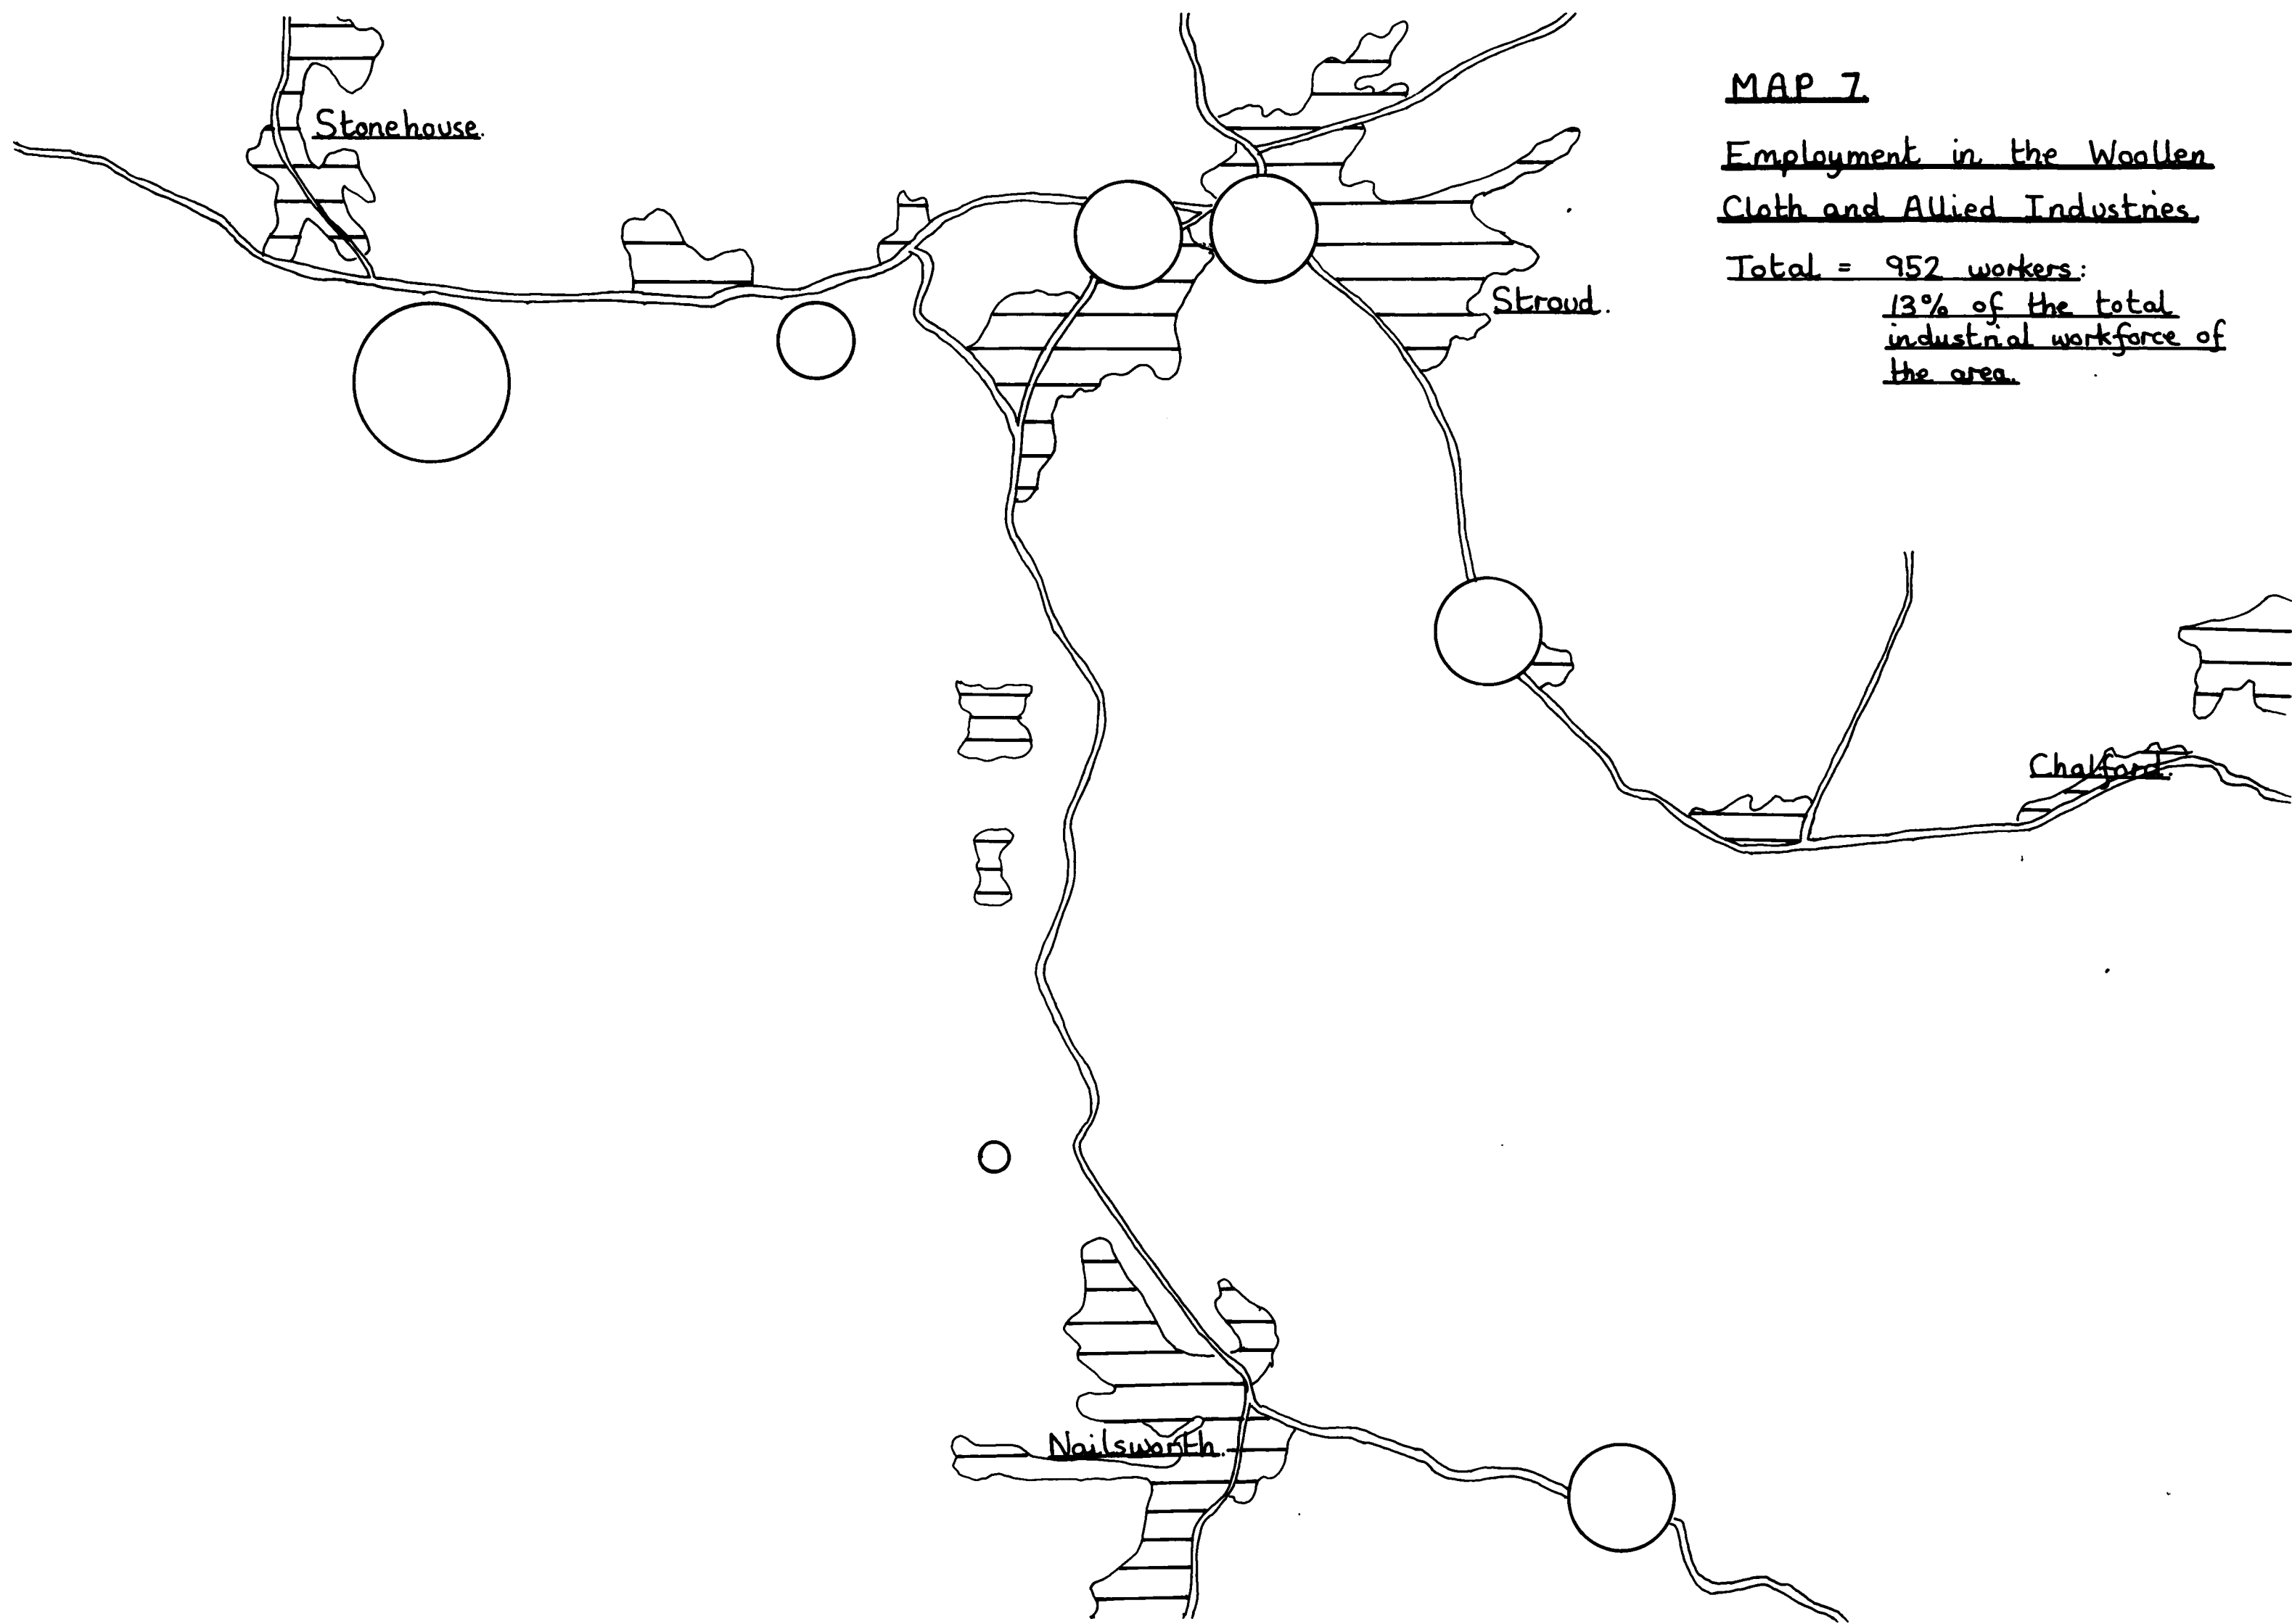 MAP 7.
Employment in the Woollen
Cloth and Allied Industries.
Total = 952 workers:
13% of the total
industrial workforce of
the area.
Stonehouse.
Stroud.
Chalford.
Nailsworth.